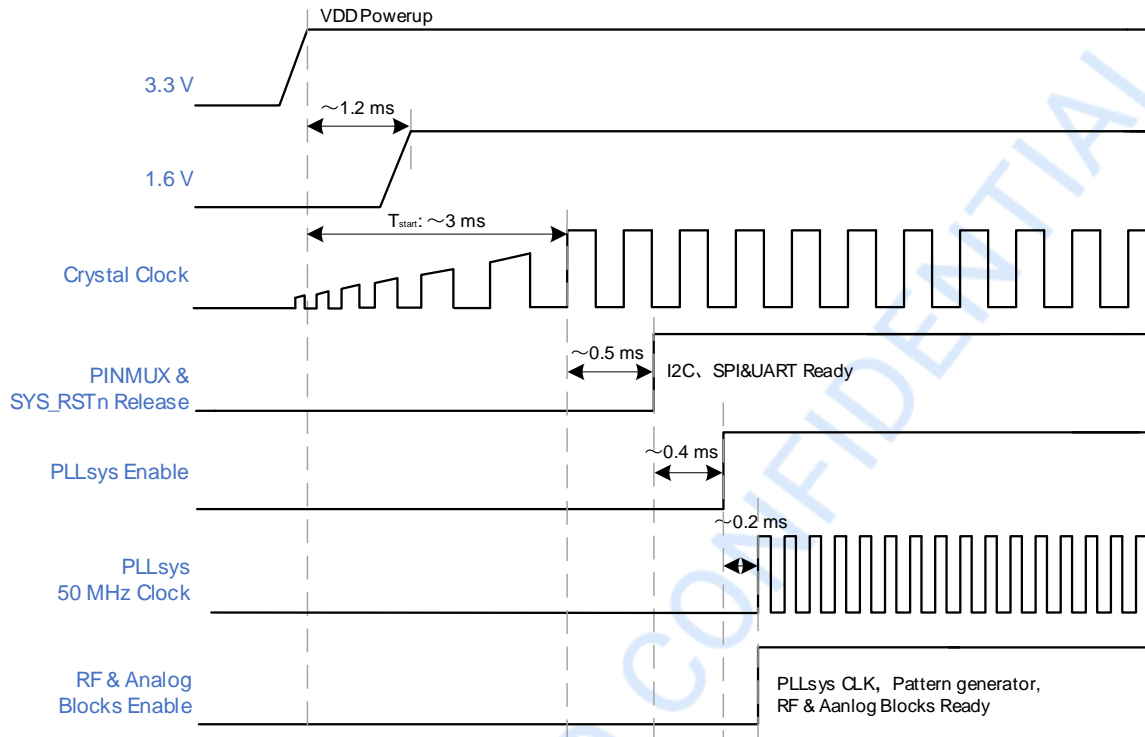 VDD Powerup
3.3 V
～1.2 ms
1.6 V
Tstart: ～3 ms
Crystal Clock
～0.5 ms
PINMUX &
SYS_RSTn Release
I2C、SPI&UART Ready
PLLsys Enable
～0.4 ms
～0.2 ms
PLLsys
50 MHz Clock
RF & Analog
Blocks Enable
PLLsys CLK，Pattern generator,
RF & Aanlog Blocks Ready
CONFIDENTIAL